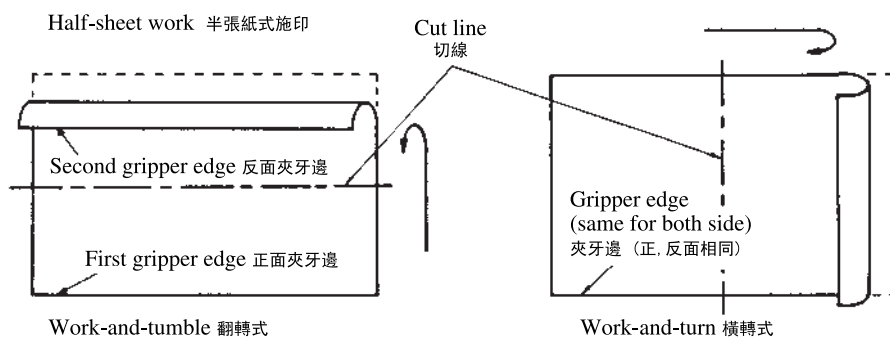 Half-sheet work 半張紙式施印
Cut line
切線
Second gripper edge 反面夾牙邊
First gripper edge 正面夾牙邊
Work-and-tumble 翻轉式
Gripper edge
(same for both side)
夾牙邊 (正, 反面相同)
Work-and-turn 橫轉式